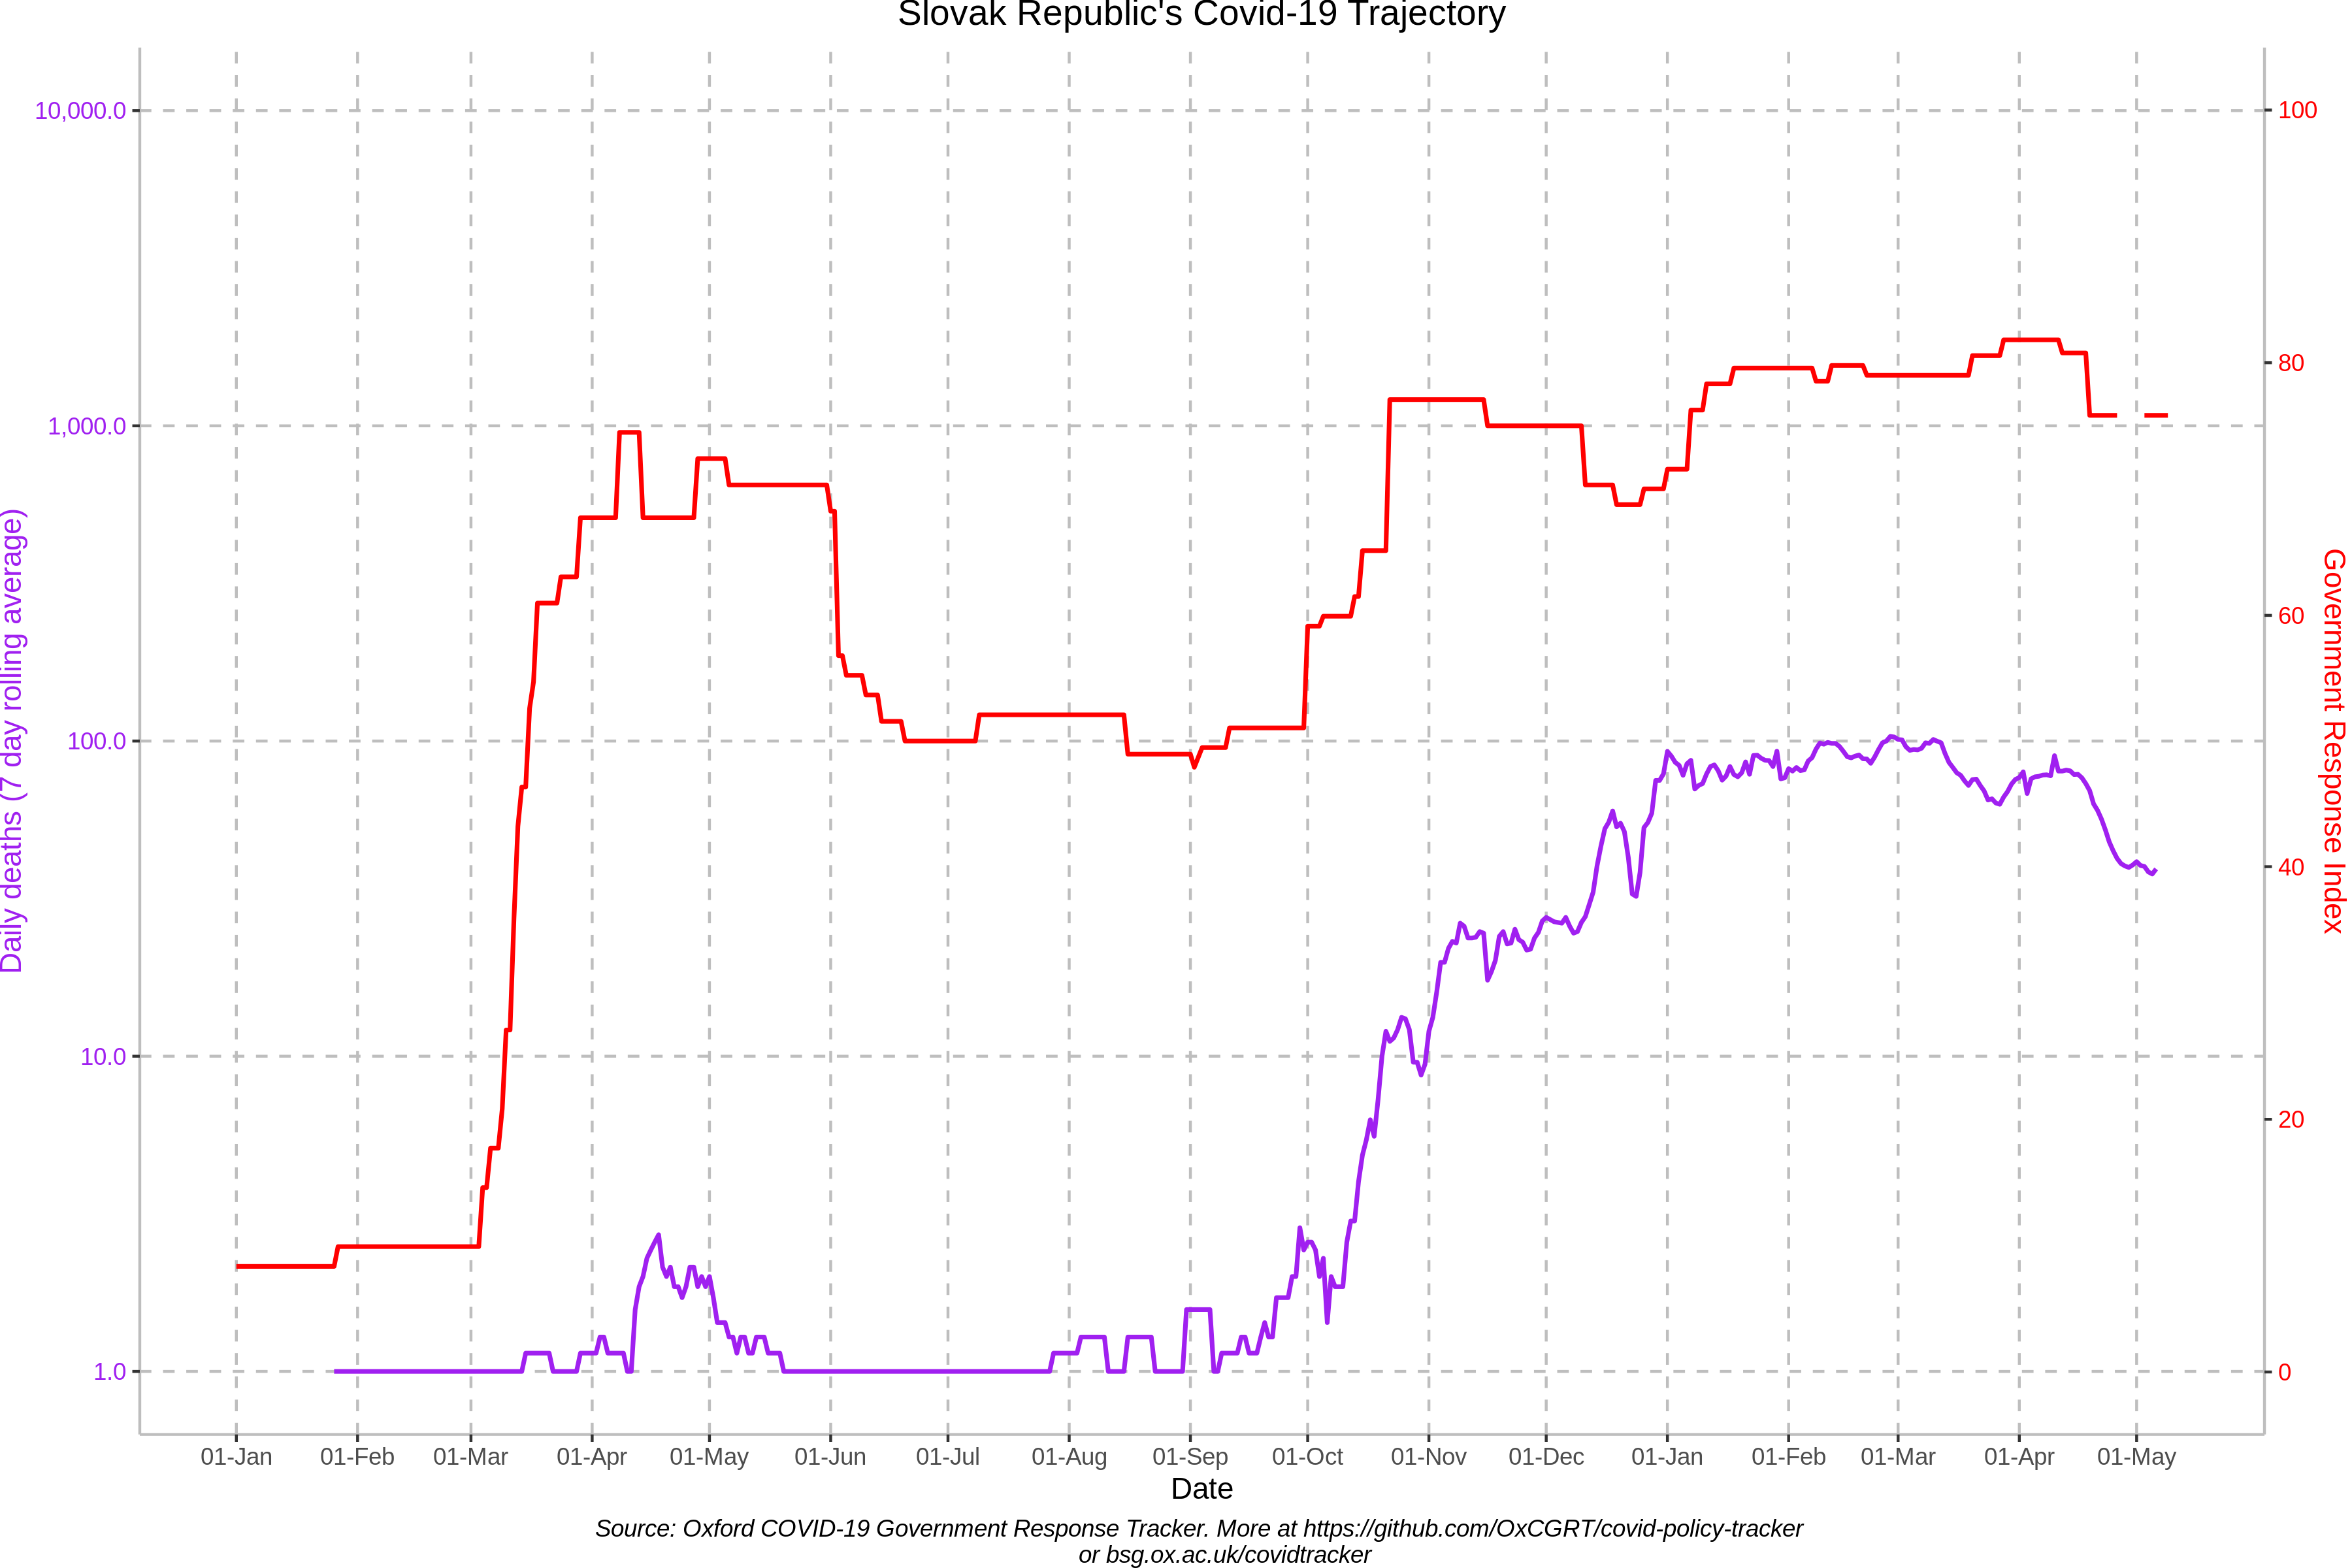 Slovak Republic's Covid-19 Trajectory
10,000.0
1,000.0
100.0
10.0
1.0
Daily deaths (7 day rolling average)
100
80
60
40
20
0
Government Response Index
01-Jan 01-Feb 01-Mar 01-Apr 01-May 01-Jun 01-Jul 01-Aug 01-Sep 01-Oct 01-Nov 01-Dec 01-Jan 01-Feb 01-Mar 01-Apr 01-May
Date
Source: Oxford COVID-19 Government Response Tracker. More at https://github.com/OxCGRT/covid-policy-tracker
or bsg.ox.ac.uk/covidtracker